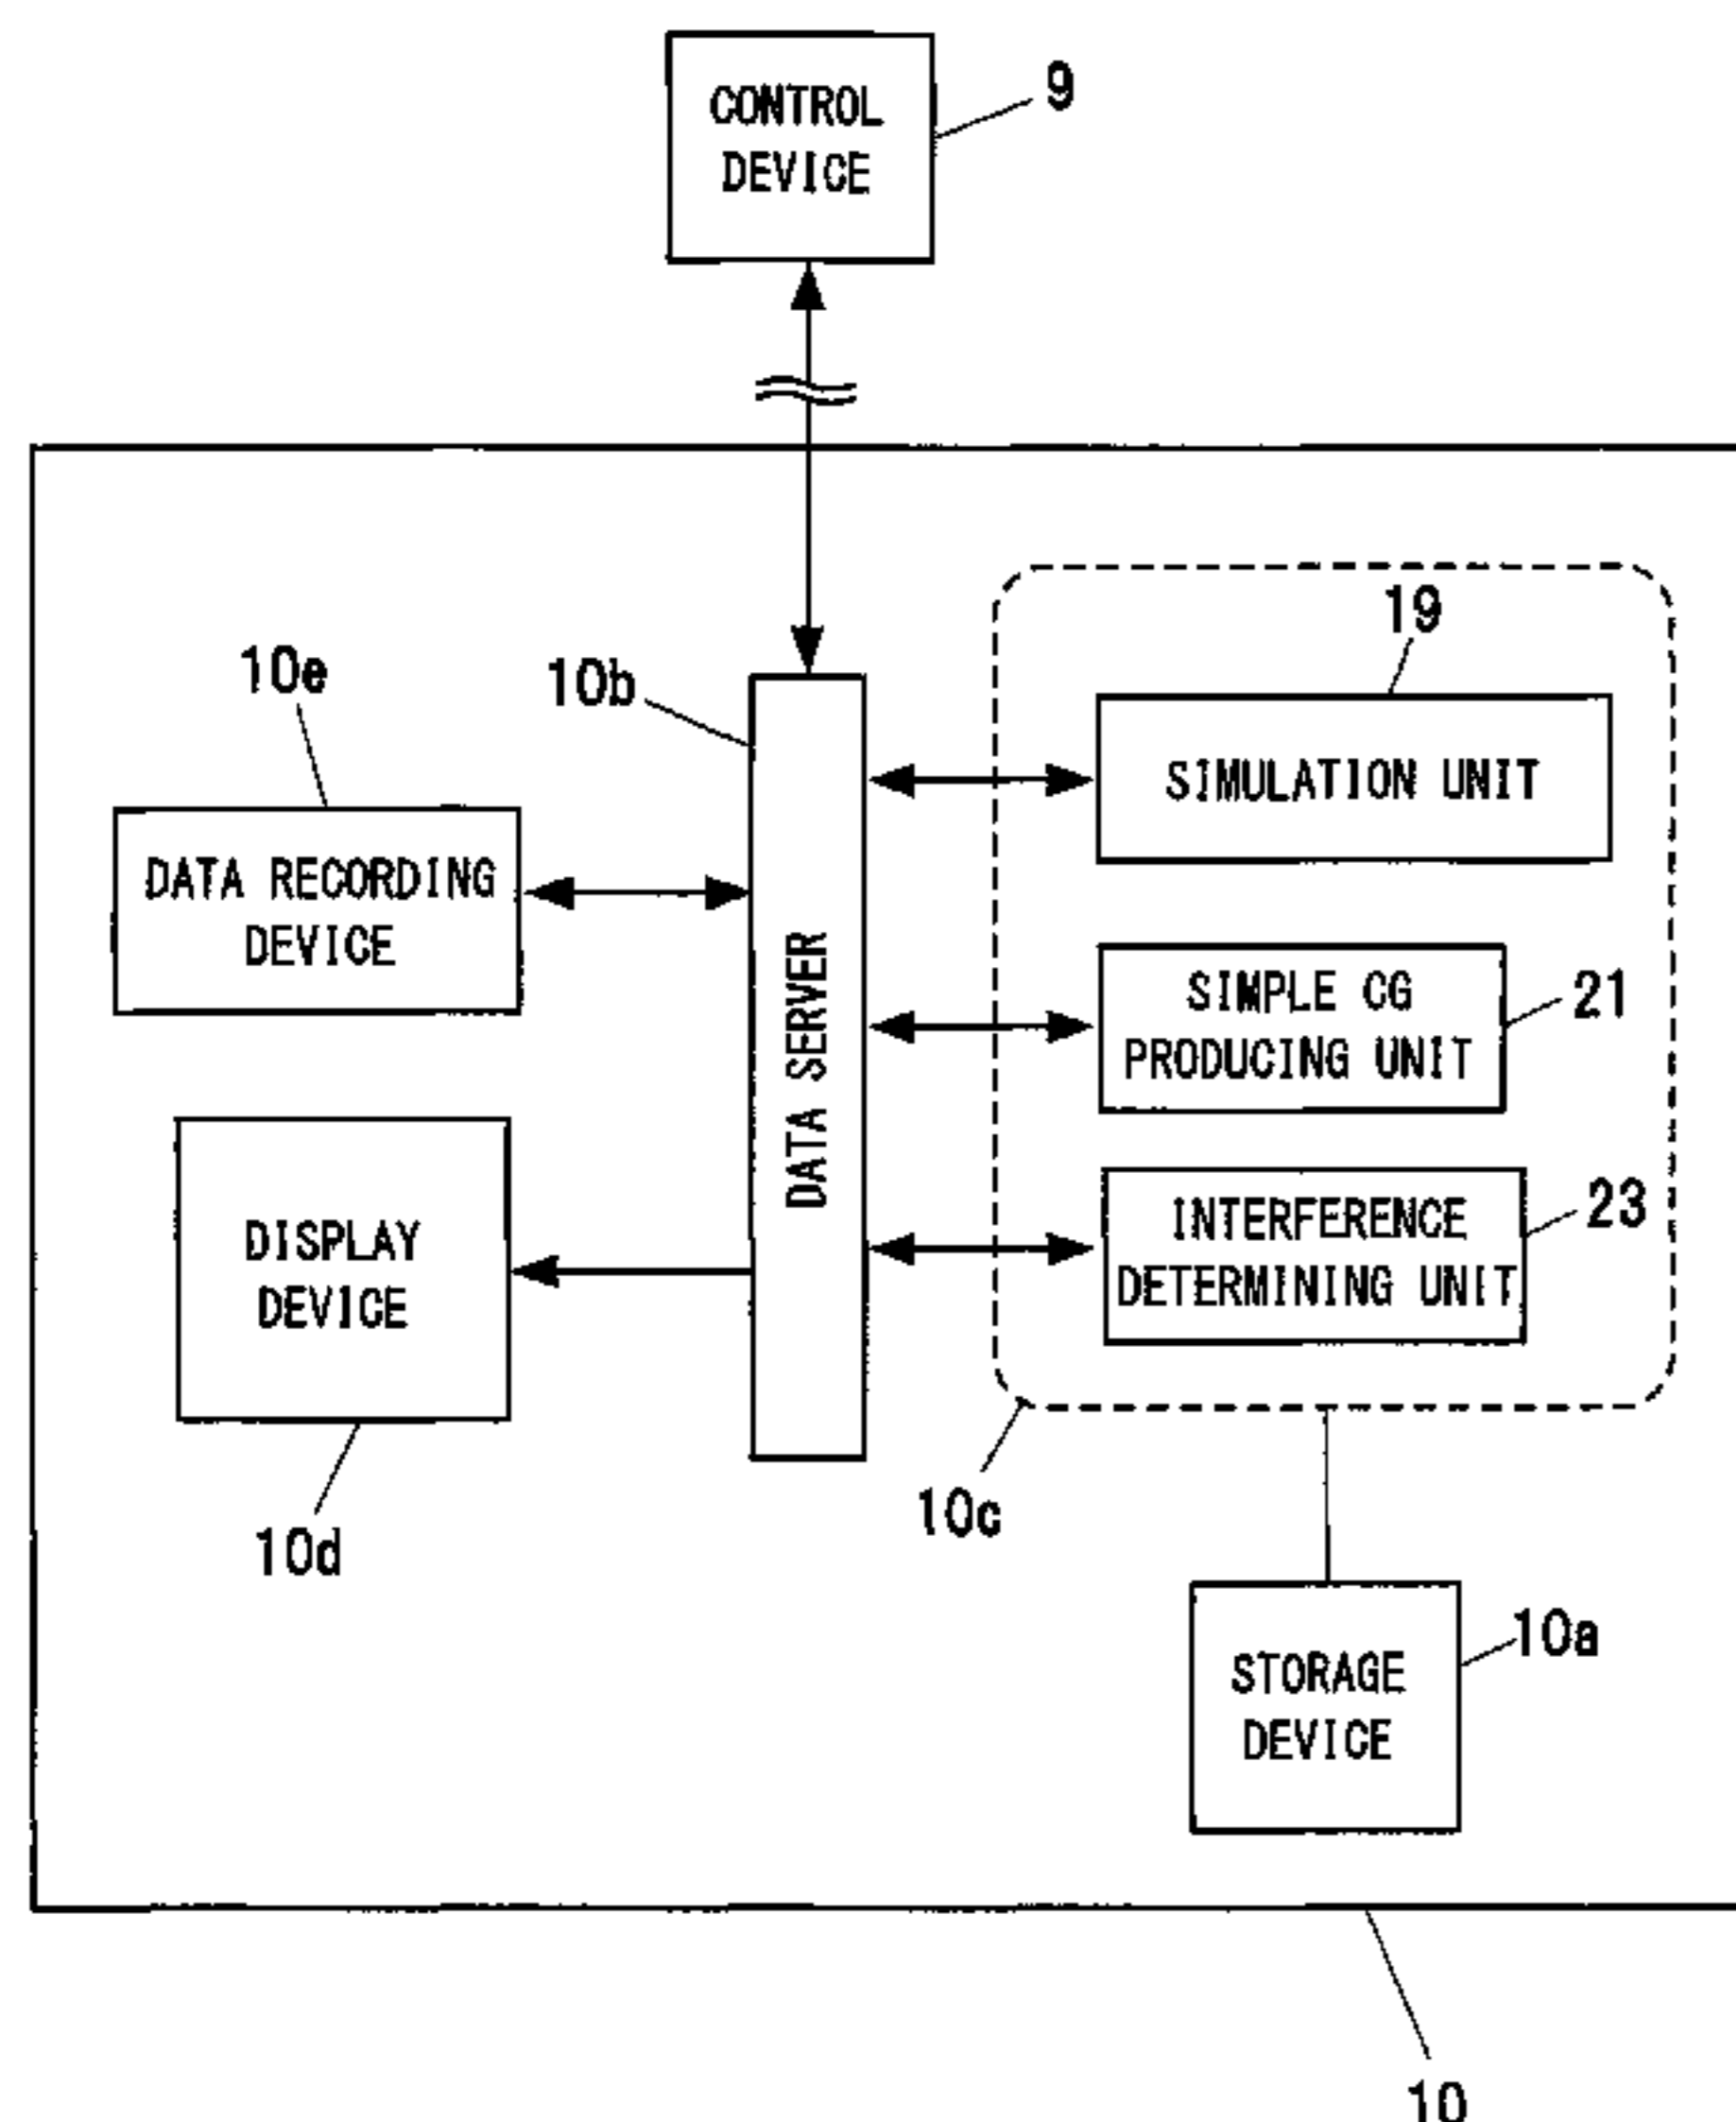 CONTROL
DEVICE
9
19
10e
10b
SIMULATION UNIT
DATA RECORDING
DEVICE
DATA SERVER
SIMPLE CG
PRODUCING UNIT
21
INTERFERENCE
DETERMINING UNIT
23
DISPLAY
DEVICE
10c
10d
STORAGE
DEVICE
10a
10